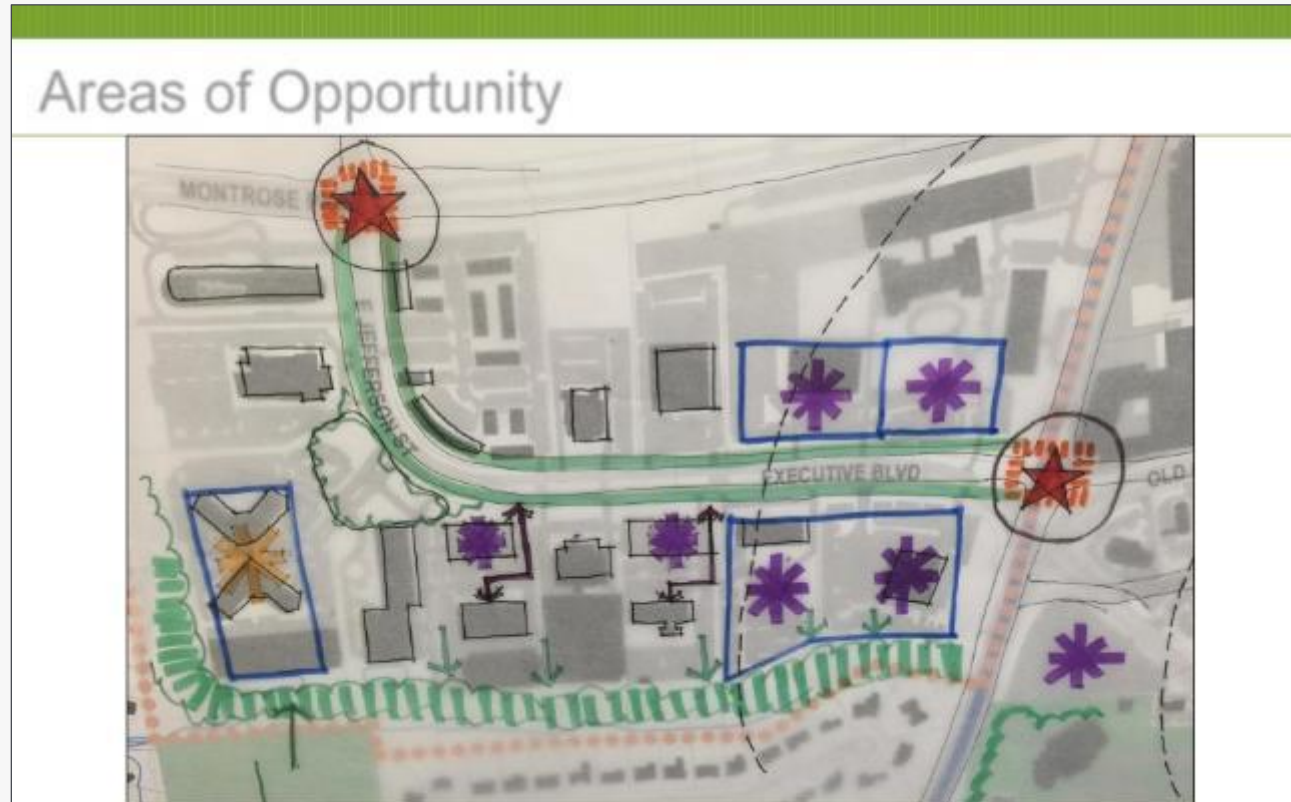 Areas of Opportunity
MONTROSE
E JEFFERSON ST
EXECUTIVE BLVD
OLD